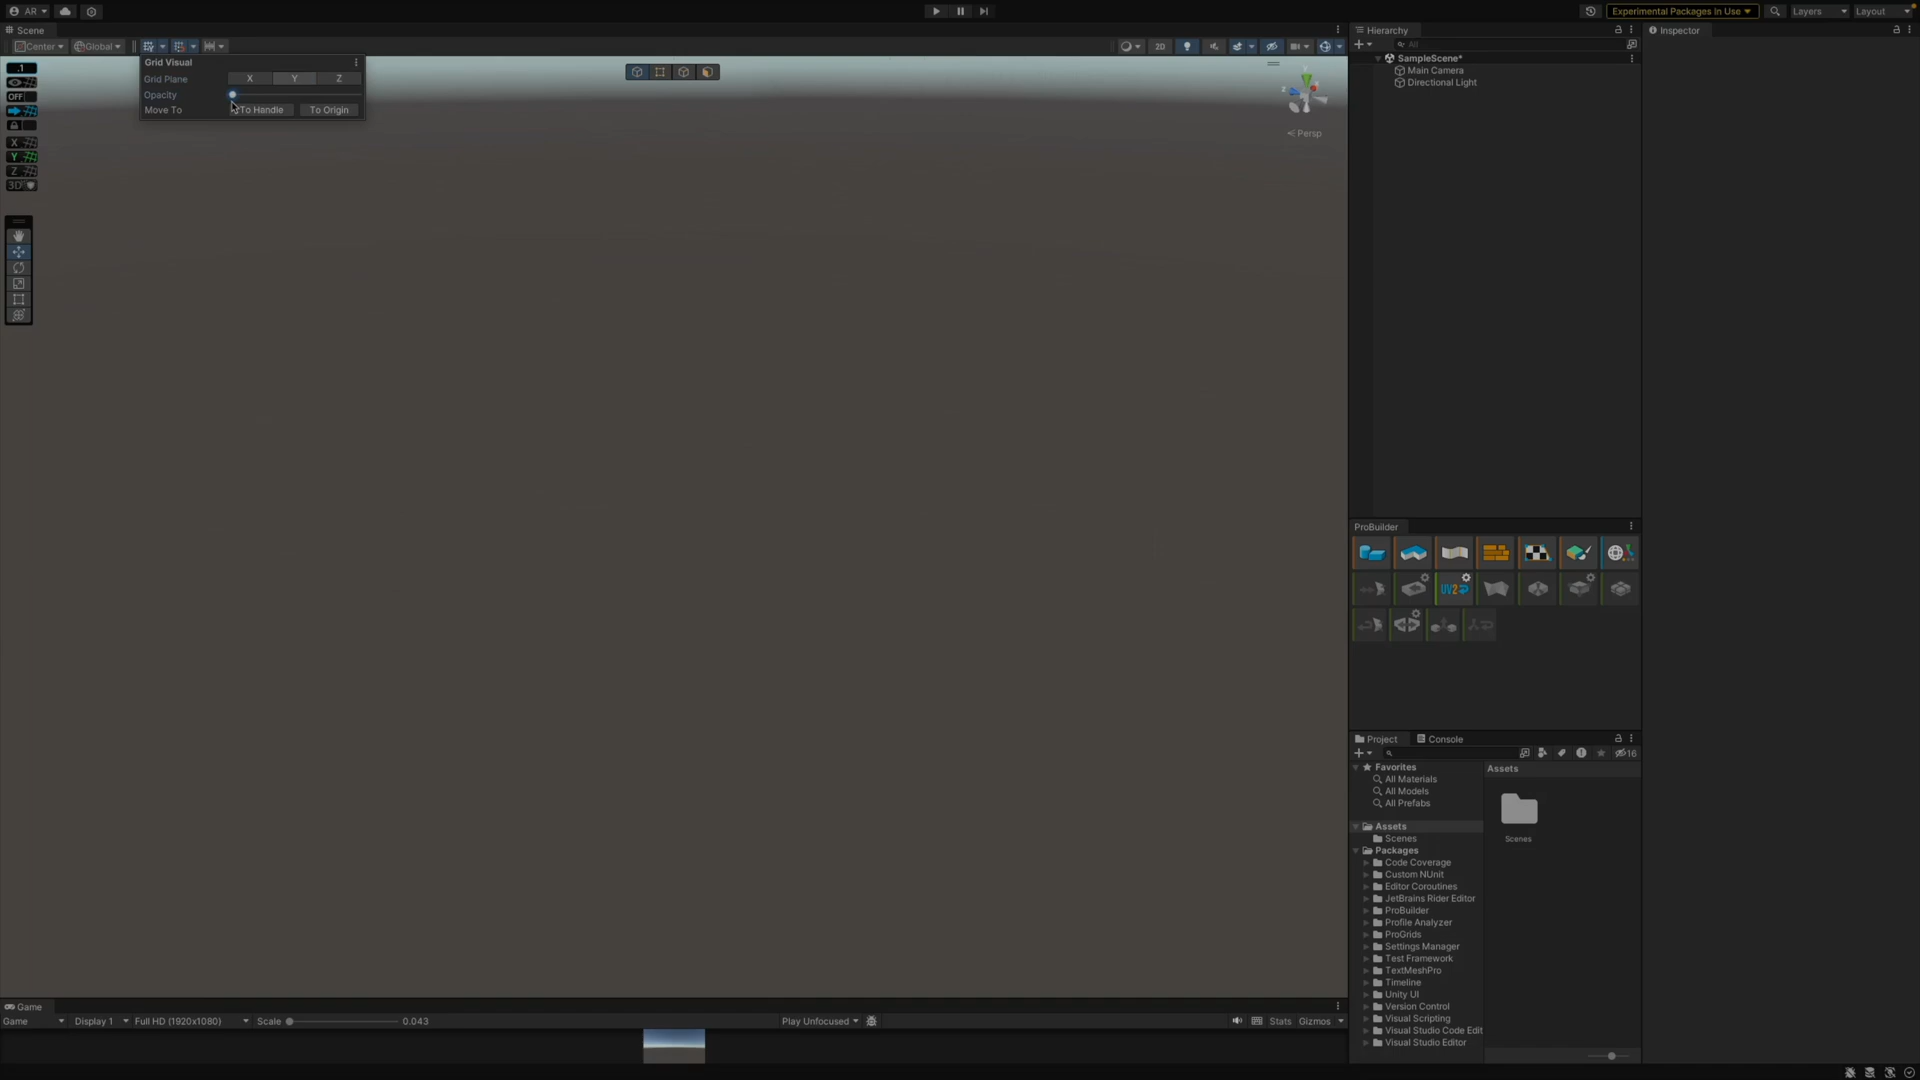 AR
Experimental Packages In Use
Layers
Layout
Scene
Hierarchy
Inspector
Center
Global
2D
All
Grid Visual
SampleScene*
Grid Plane X Y Z
Main Camera
Directional Light
Opacity
Move To To Handle To Origin
.1
OFF
X
Y
Z
3D
y
z
Persp
ProBuilder
UV2
Project
Console
16
Favorites
Assets
All Materials
All Models
All Prefabs
Assets
Scenes
Scenes
Packages
Code Coverage
Custom NUnit
Editor Coroutines
JetBrains Rider Editor
ProBuilder
Profile Analyzer
ProGrids
Settings Manager
Test Framework
TextMeshPro
Timeline
Unity UI
Version Control
Visual Scripting
Visual Studio Code Edit
Visual Studio Editor
Game
Game
Display 1
Full HD (1920x1080)
Scale
0.043
Play Unfocused
Stats
Gizmos